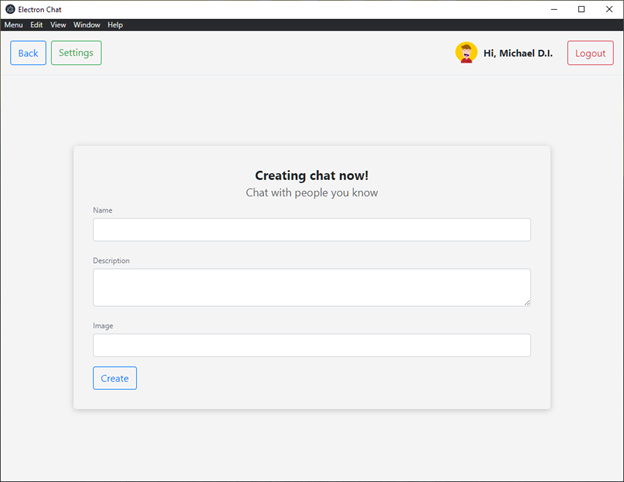 Electron Chat
Menu Edit View Window Help
Back Settings Hi, Michael D.I. Logout
Creating chat now!
Chat with people you know
Name
Description
Image
Create